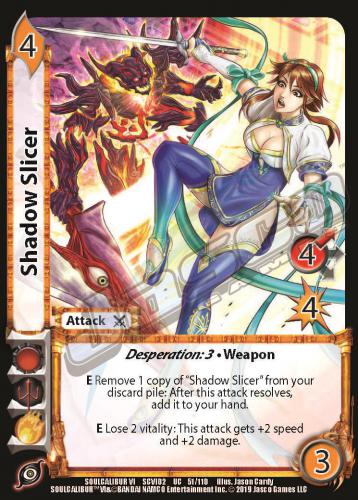 4
Shadow Slicer
4
4
Attack
Desperation: 3 • Weapon
E Remove 1 copy of "Shadow Slicer" from your
discard pile: After this attack resolves,
add it to your hand.
E Lose 2 vitality: This attack gets +2 speed
and +2 damage.
3
SOULCALIBUR VI SCVI02 UC 51/110 Illus. Jason Cardy
SOULCALIBUR™VI&©BANDAI NAMCO Entertainment Inc. © 2019 Jasco Games LLC